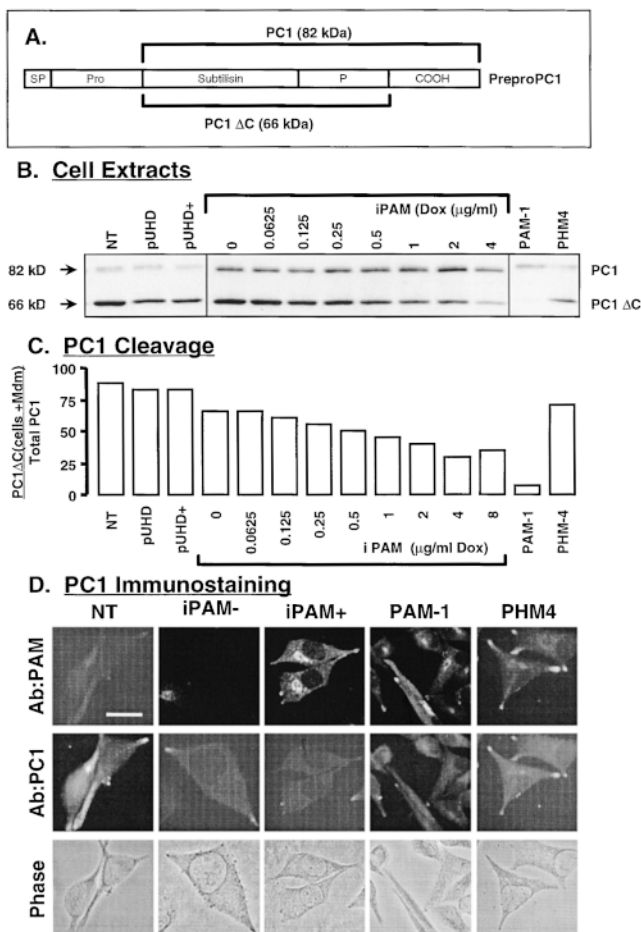 A.
PC1 (82 kDa)
SP Pro Subtilisin P COOH PreproPC1
PC1 ΔC (66 kDa)
B. Cell Extracts
iPAM (Dox (µg/ml)
NT pUHD pUHD+ 0 0.0625 0.125 0.25 0.5 1 2 4 PAM-1 PHM4
82 kD PC1
66 kD PC1 ΔC
C. PC1 Cleavage
PC1ΔC(cells +Mdm)
Total PC1
100
75
50
25
0
NT pUHD pUHD+ 0 0.0625 0.125 0.25 0.5 1 2 4 8 PAM-1 PHM-4
i PAM (µg/ml Dox)
D. PC1 Immunostaining
NT iPAM- iPAM+ PAM-1 PHM4
Ab:PAM
Ab:PC1
Phase